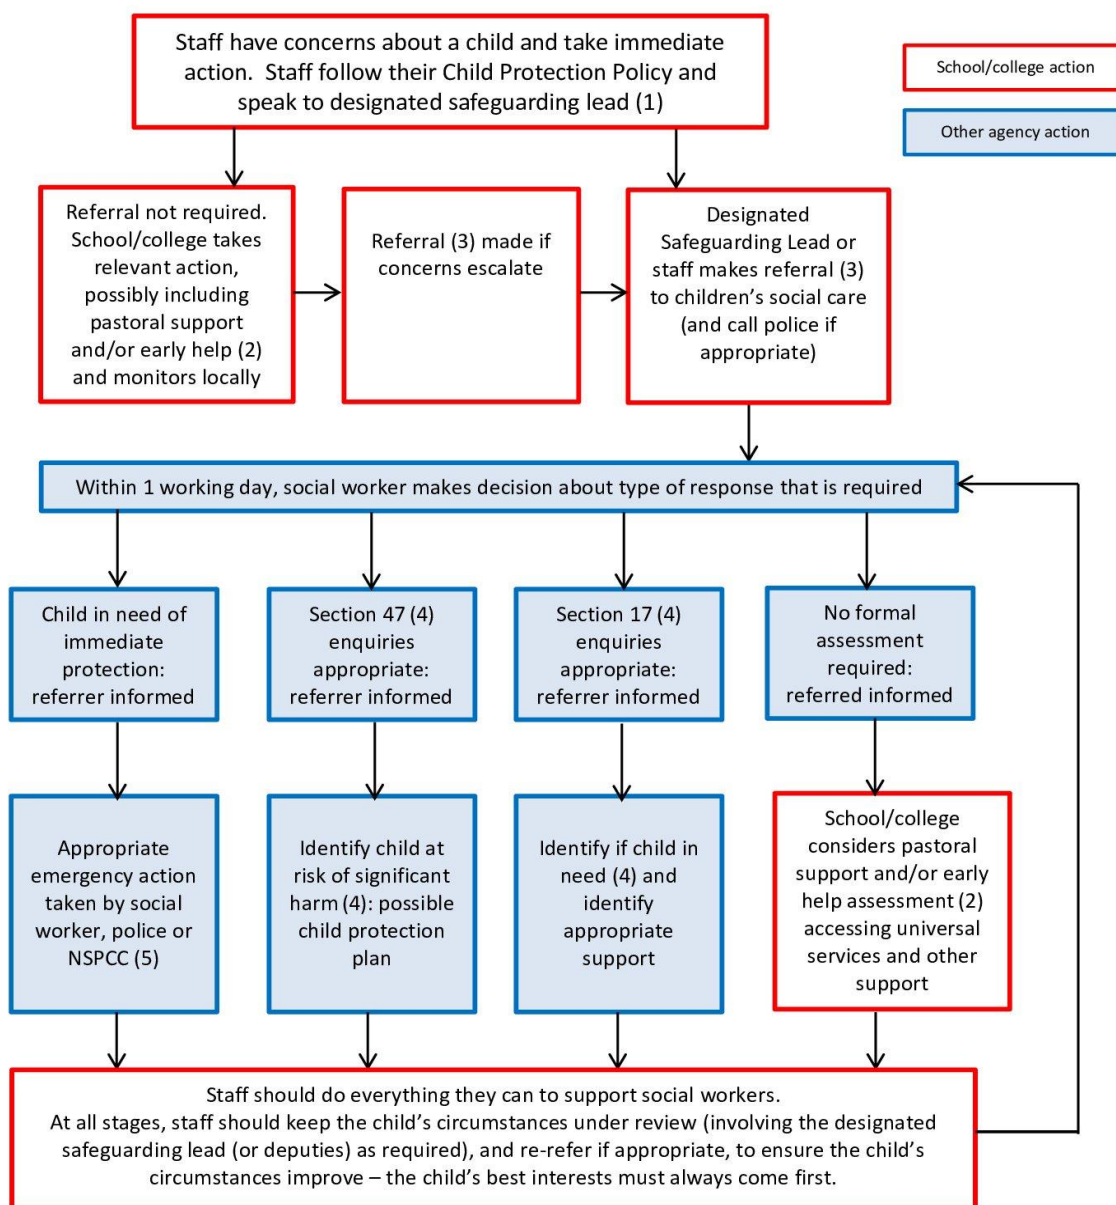 Staff have concerns about a child and take immediate
action.  Staff follow their Child Protection Policy and
speak to designated safeguarding lead (1)
School/college action
Other agency action
Referral not required.
School/college takes
relevant action,
possibly including
pastoral support
and/or early help (2)
and monitors locally
Referral (3) made if
concerns escalate
Designated
Safeguarding Lead or
staff makes referral (3)
to children’s social care
(and call police if
appropriate)
Within 1 working day, social worker makes decision about type of response that is required
Child in need of
immediate
protection:
referrer informed
Section 47 (4)
enquiries
appropriate:
referrer informed
Section 17 (4)
enquiries
appropriate:
referrer informed
No formal
assessment
required:
referred informed
Appropriate
emergency action
taken by social
worker, police or
NSPCC (5)
Identify child at
risk of significant
harm (4): possible
child protection
plan
Identify if child in
need (4) and
identify
appropriate
support
School/college
considers pastoral
support and/or early
help assessment (2)
accessing universal
services and other
support
Staff should do everything they can to support social workers.
At all stages, staff should keep the child’s circumstances under review (involving the designated
safeguarding lead (or deputies) as required), and re-refer if appropriate, to ensure the child’s
circumstances improve – the child’s best interests must always come first.